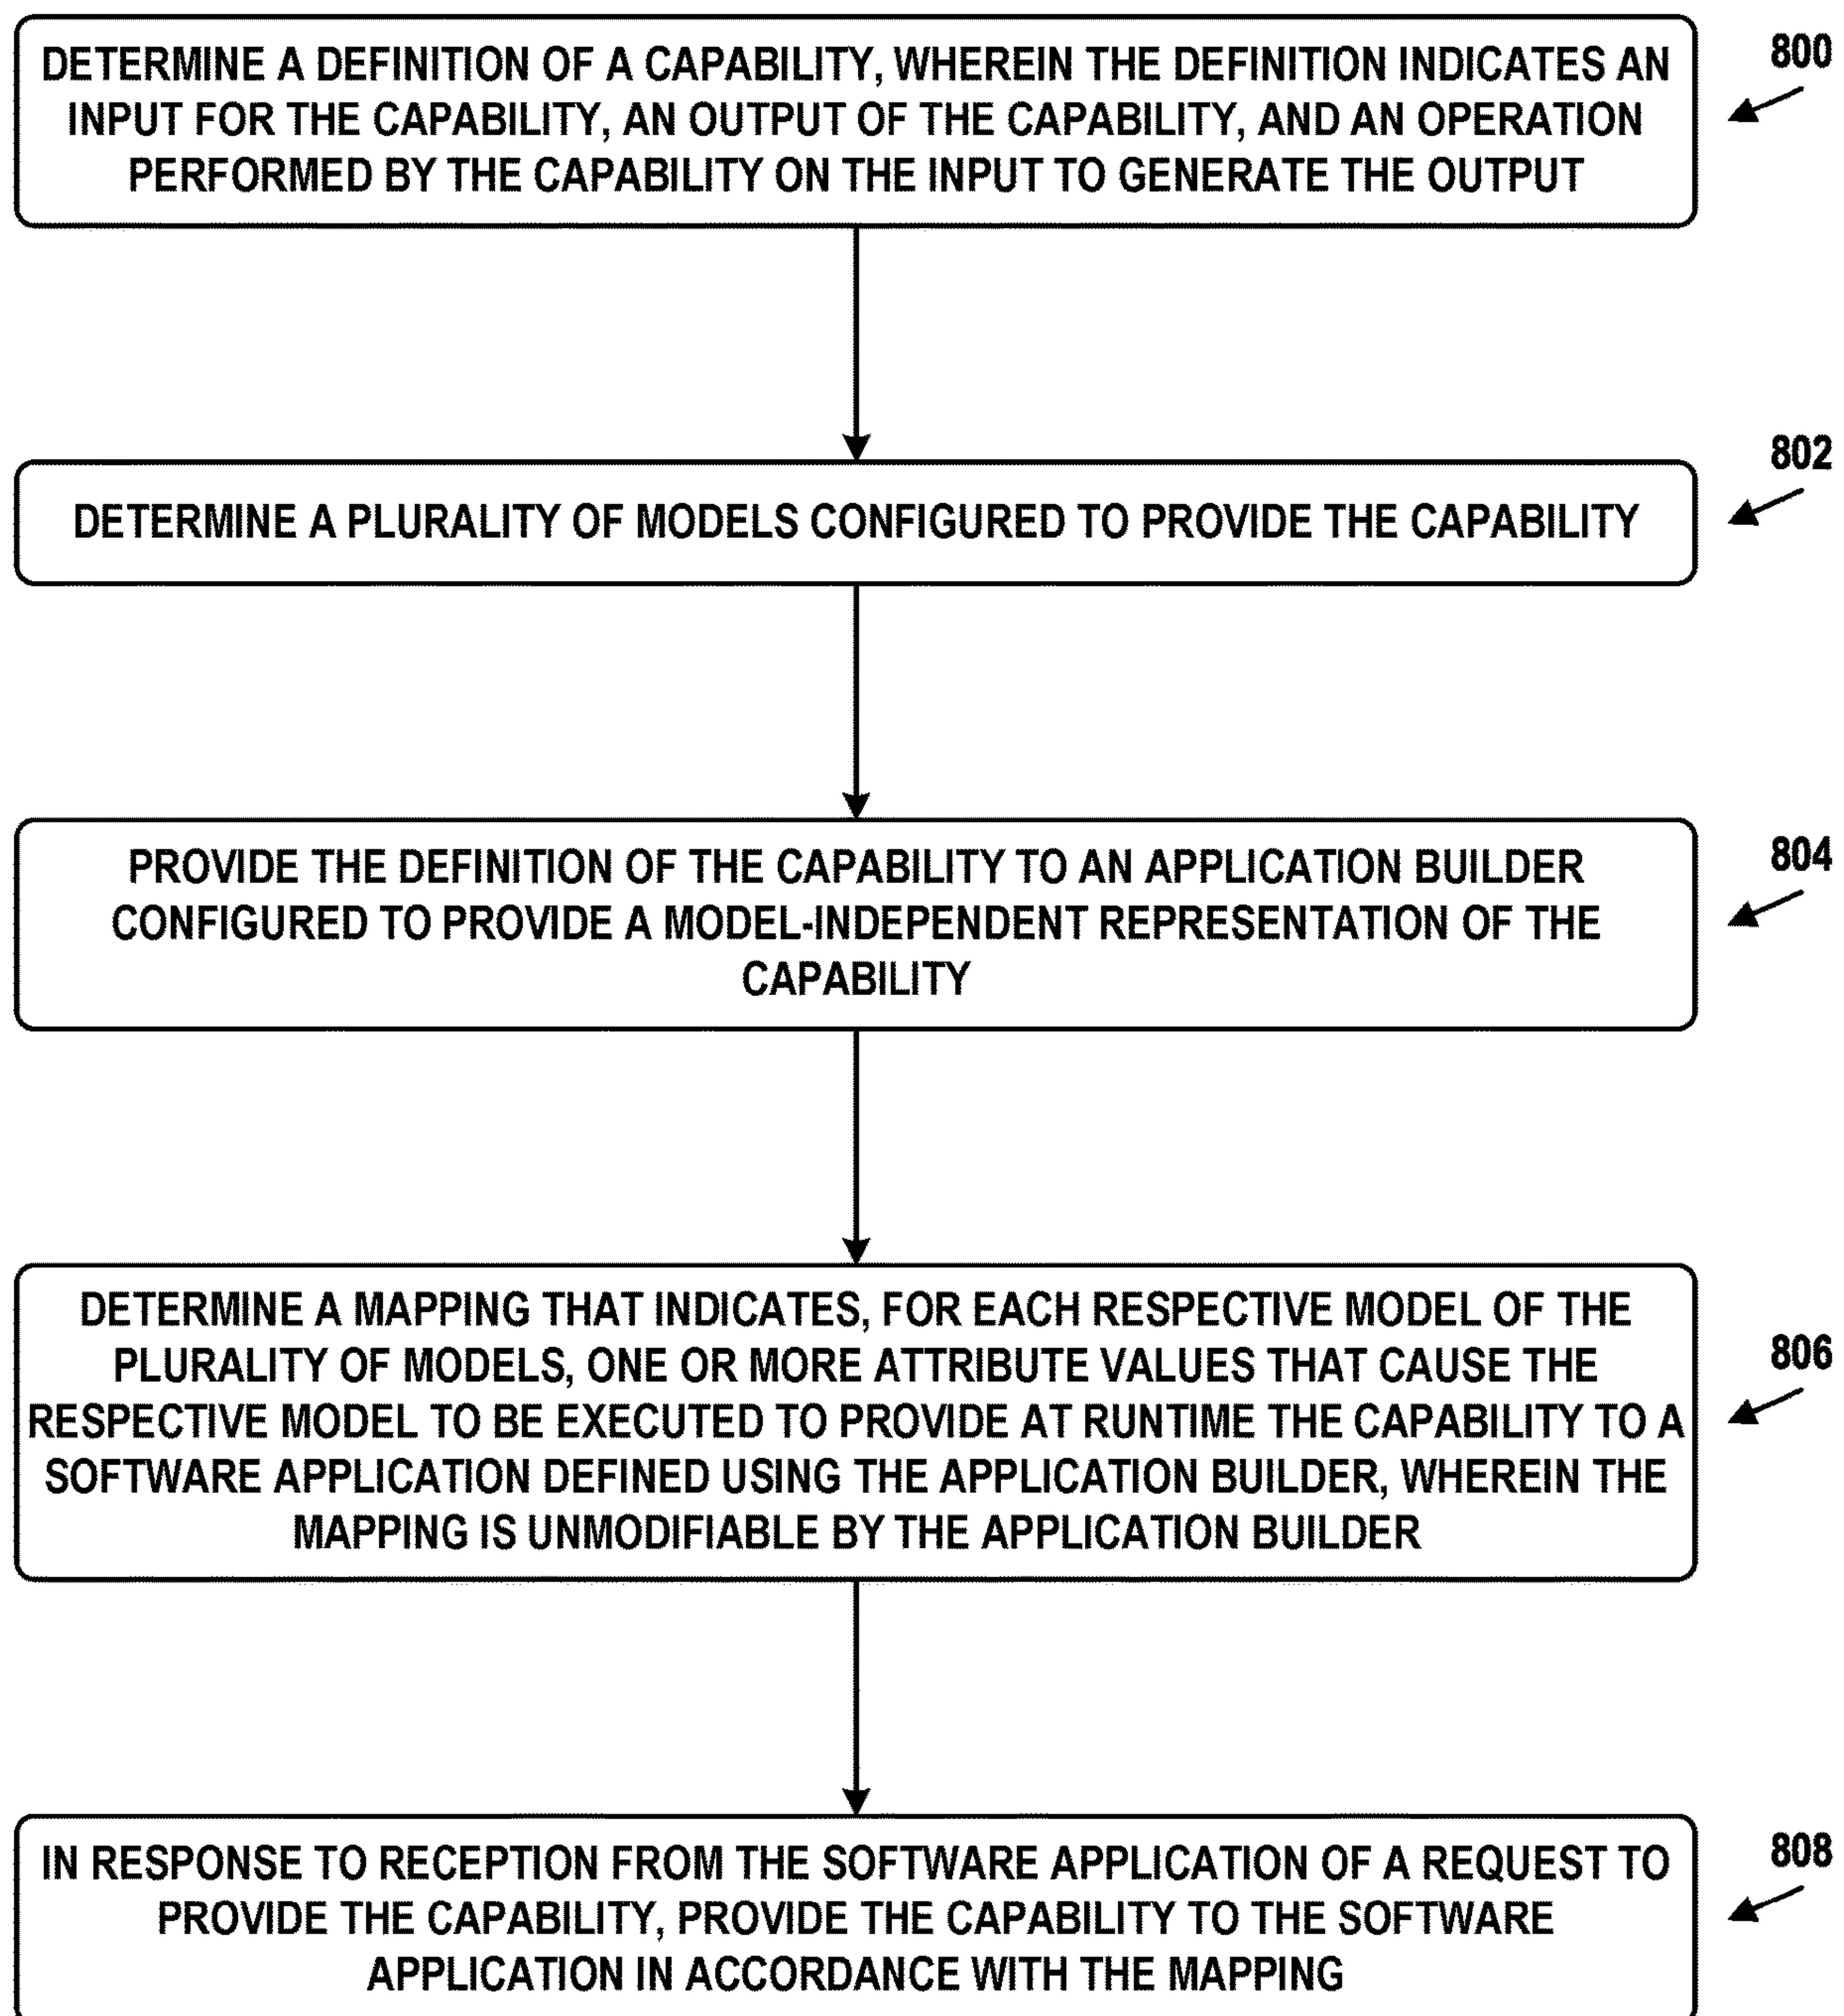 DETERMINE A DEFINITION OF A CAPABILITY, WHEREIN THE DEFINITION INDICATES AN
INPUT FOR THE CAPABILITY, AN OUTPUT OF THE CAPABILITY, AND AN OPERATION
PERFORMED BY THE CAPABILITY ON THE INPUT TO GENERATE THE OUTPUT
800
DETERMINE A PLURALITY OF MODELS CONFIGURED TO PROVIDE THE CAPABILITY
802
PROVIDE THE DEFINITION OF THE CAPABILITY TO AN APPLICATION BUILDER
CONFIGURED TO PROVIDE A MODEL-INDEPENDENT REPRESENTATION OF THE
CAPABILITY
804
DETERMINE A MAPPING THAT INDICATES, FOR EACH RESPECTIVE MODEL OF THE
PLURALITY OF MODELS, ONE OR MORE ATTRIBUTE VALUES THAT CAUSE THE
RESPECTIVE MODEL TO BE EXECUTED TO PROVIDE AT RUNTIME THE CAPABILITY TO A
SOFTWARE APPLICATION DEFINED USING THE APPLICATION BUILDER, WHEREIN THE
MAPPING IS UNMODIFIABLE BY THE APPLICATION BUILDER
806
IN RESPONSE TO RECEPTION FROM THE SOFTWARE APPLICATION OF A REQUEST TO
PROVIDE THE CAPABILITY, PROVIDE THE CAPABILITY TO THE SOFTWARE
APPLICATION IN ACCORDANCE WITH THE MAPPING
808